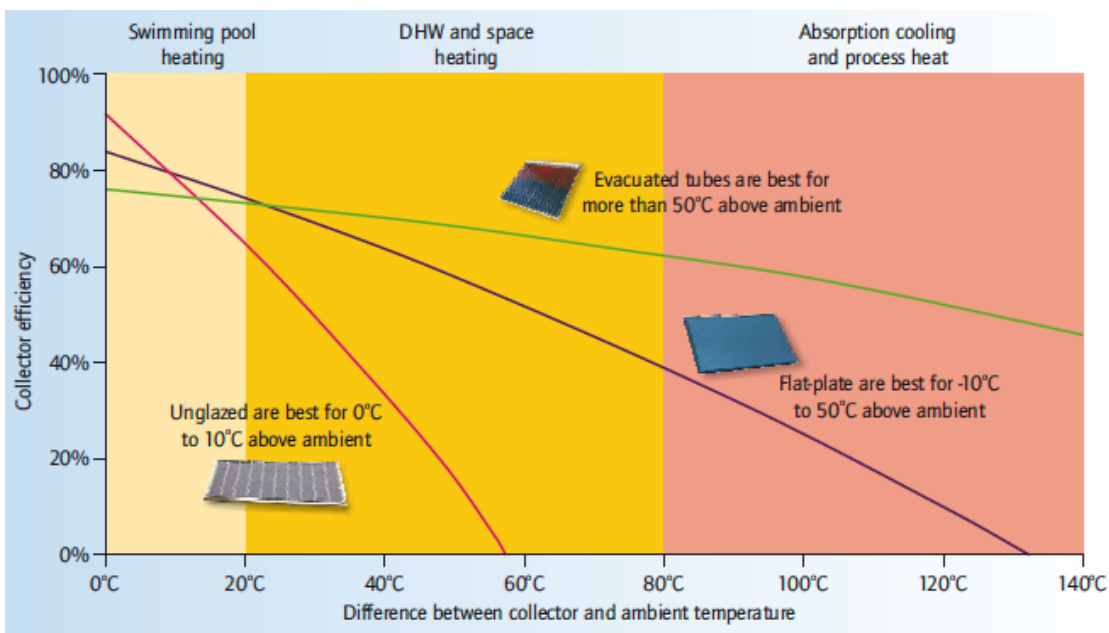 Swimming pool
heating
DHW and space
heating
Absorption cooling
and process heat
100%
80%
60%
40%
20%
0%
Collector efficiency
Evacuated tubes are best for
more than 50°C above ambient
Flat-plate are best for -10°C
to 50°C above ambient
Unglazed are best for 0°C
to 10°C above ambient
0°C
20°C
40°C
60°C
80°C
100°C
120°C
140°C
Difference between collector and ambient temperature